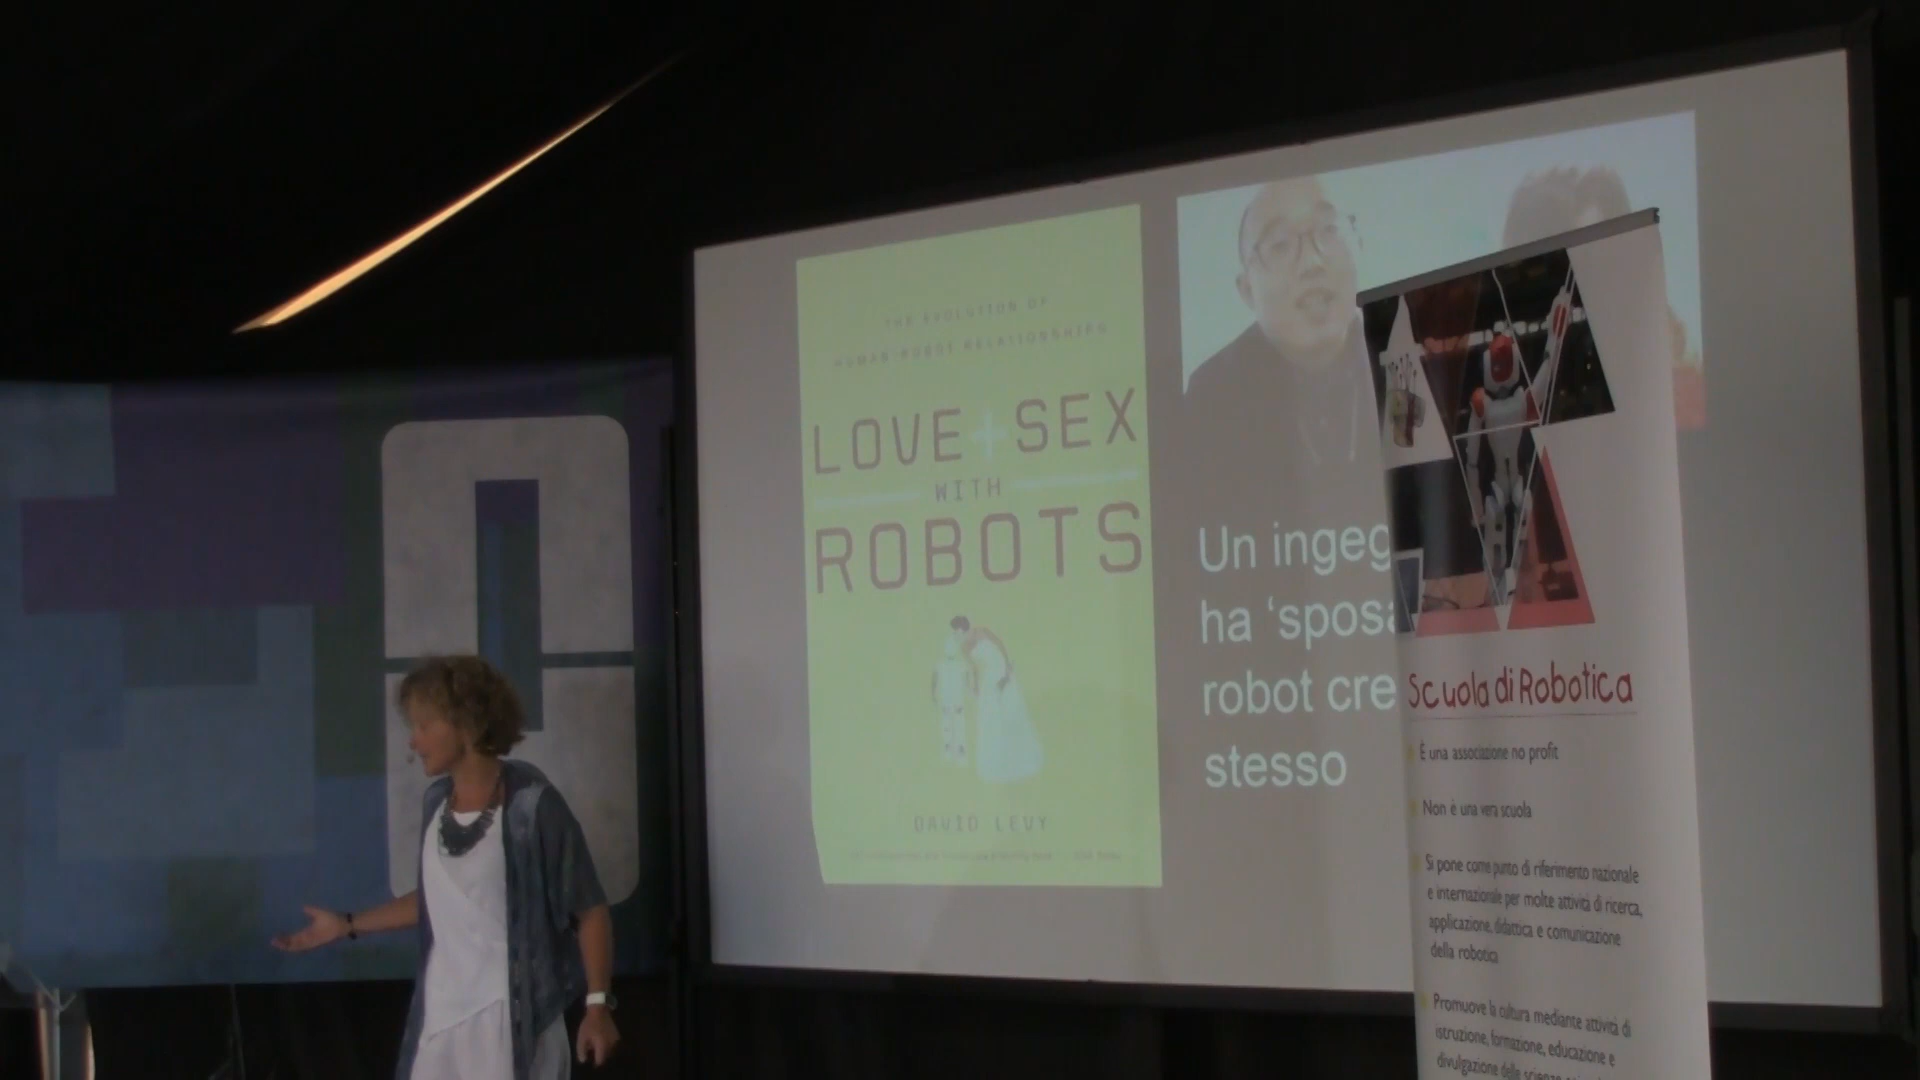 THE EVOLUTION OF
HUMAN-ROBOT RELATIONSHIPS
LOVE + SEX
WITH
ROBOTS
DAVID LEVY
Un ingeg
ha ‘sposa
robot cre
stesso
Scuola di Robotica
È una associazione no profit
Non è una vera scuola
Si pone come punto di riferimento nazionale
e internazionale per molte attività di ricerca,
applicazione, didattica e comunicazione
della robotica
Promuove la cultura mediante attività di
istruzione, formazione, educazione e
divulgazione delle scienze